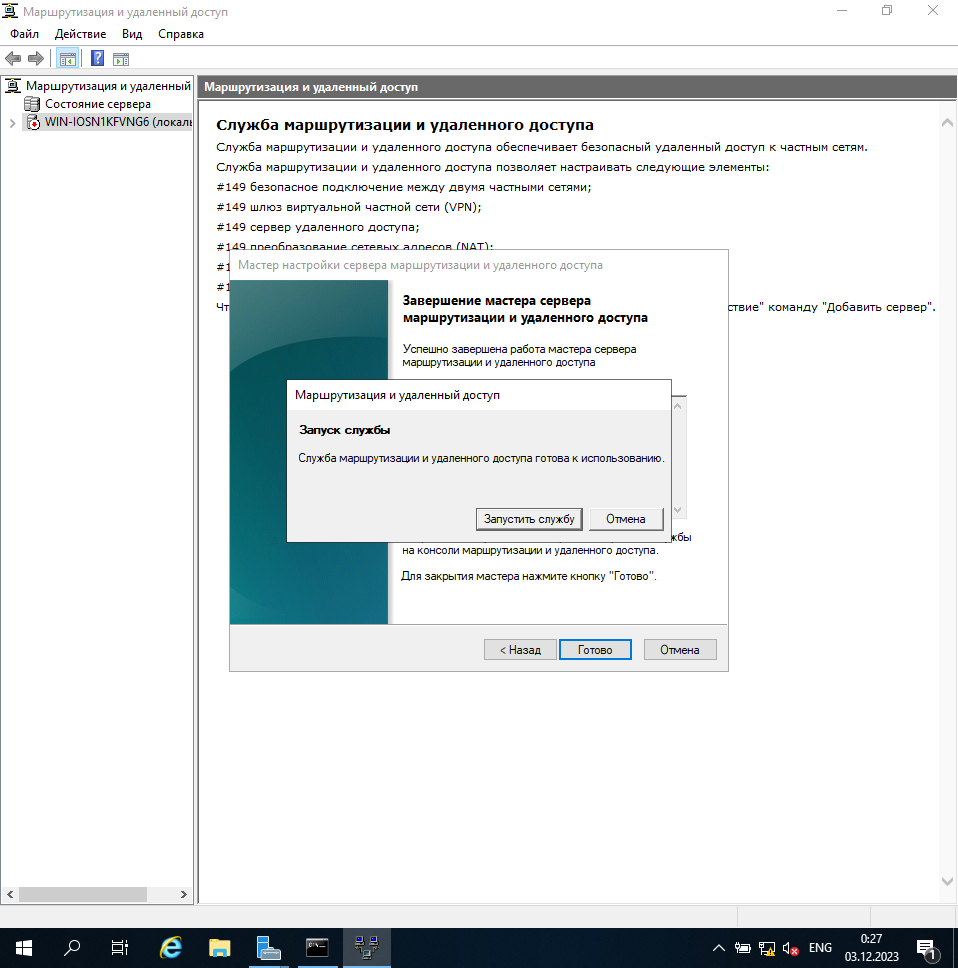 Маршрутизация и удаленный доступ
Файл Действие Вид Справка
Маршрутизация и удаленный
Состояние сервера
WIN-IOSN1KFVNG6 (локаль
Маршрутизация и удаленный доступ
Служба маршрутизации и удаленного доступа
Служба маршрутизации и удаленного доступа обеспечивает безопасный удаленный доступ к частным сетям.
Служба маршрутизации и удаленного доступа позволяет настраивать следующие элементы:
#149 безопасное подключение между двумя частными сетями;
#149 шлюз виртуальной частной сети (VPN);
#149 сервер удаленного доступа;
#149 преобразование сетевых адресов (NAT);
#1
#1
Чт
ствие" команду "Добавить сервер".
Мастер настройки сервера маршрутизации и удаленного доступа
Завершение мастера сервера
маршрутизации и удаленного доступа
Успешно завершена работа мастера сервера
маршрутизации и удаленного доступа
Маршрутизация и удаленный доступ
Запуск службы
Служба маршрутизации и удаленного доступа готова к использованию.
Запустить службу Отмена
жбы
на консоли маршрутизации и удаленного доступа.
Для закрытия мастера нажмите кнопку "Готово".
< Назад Готово Отмена
ENG
0:27
03.12.2023
1